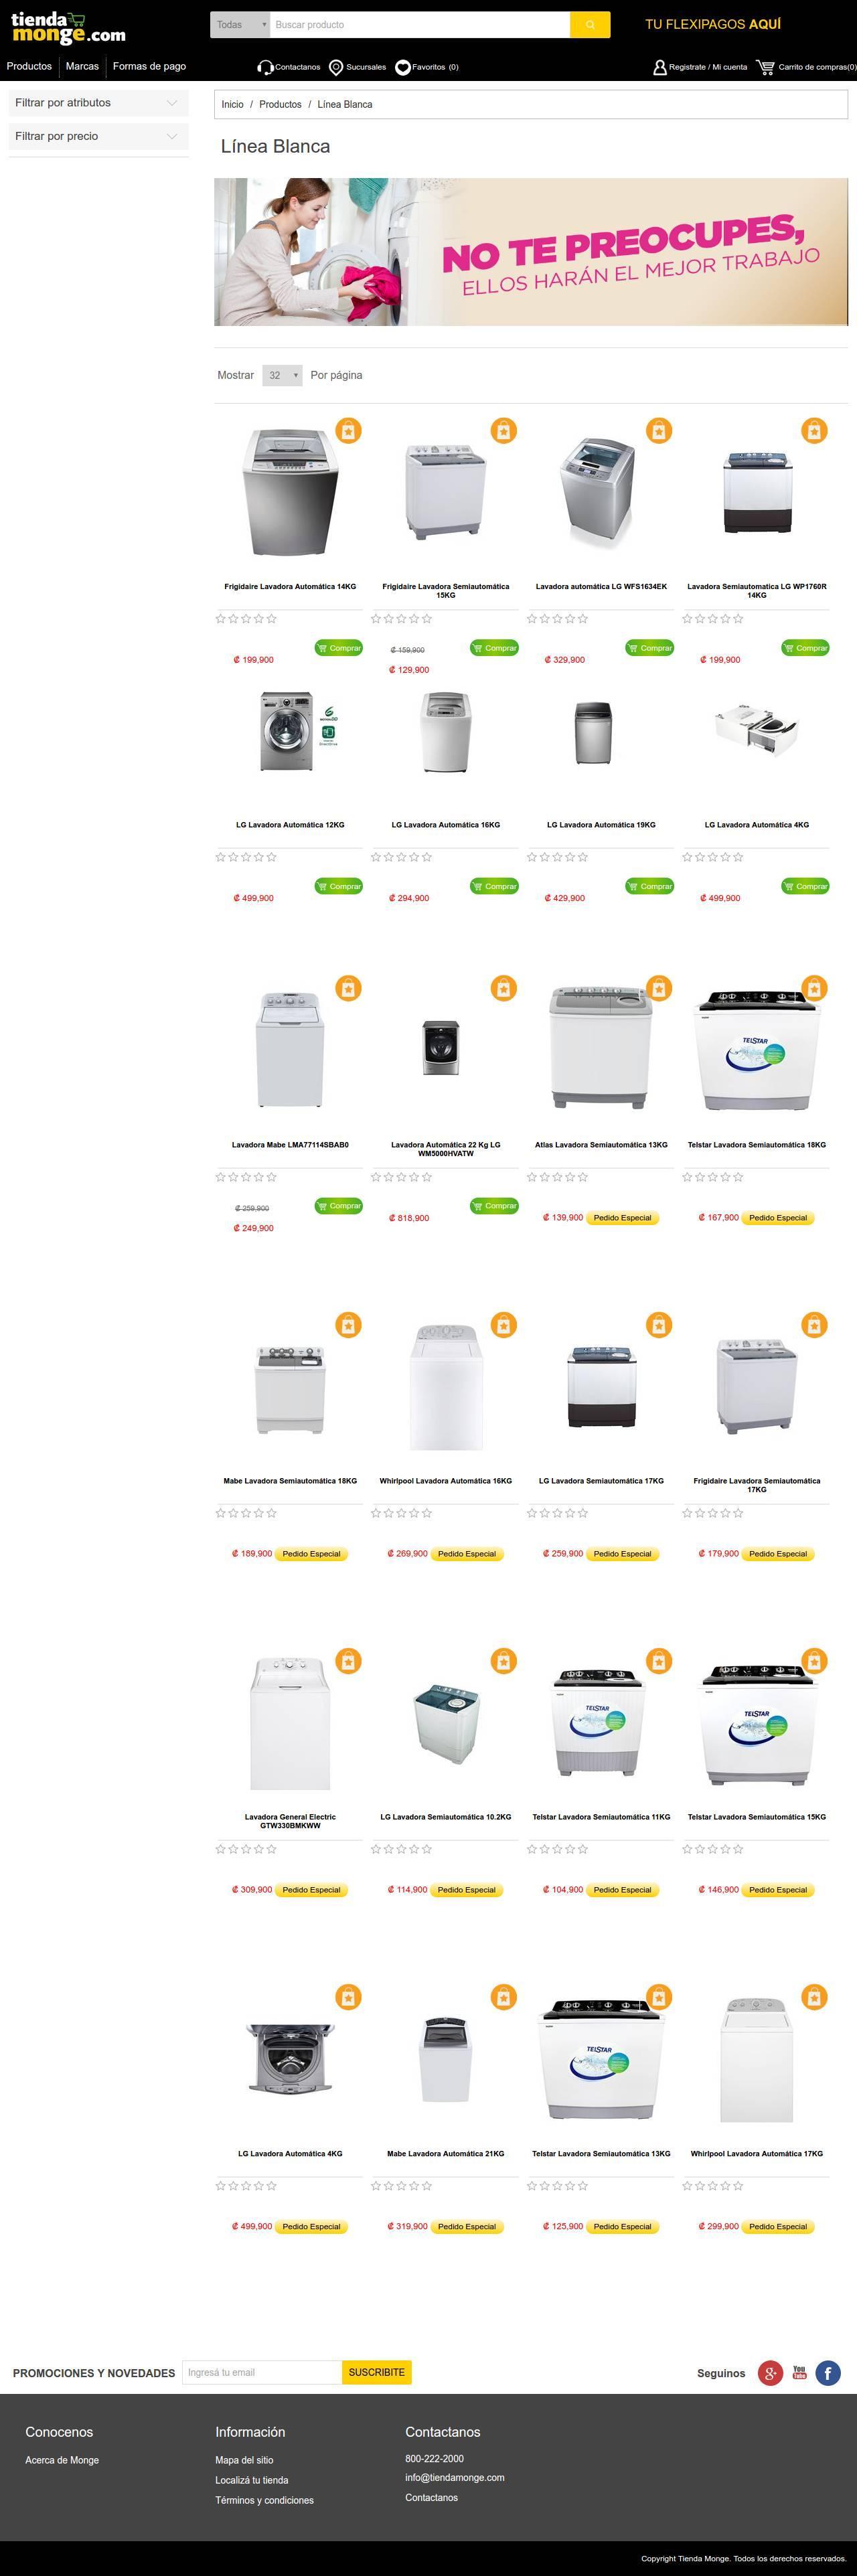 tienda
monge.com
Todas
Buscar producto
TU FLEXIPAGOS AQUÍ
Productos
Marcas
Formas de pago
Contactanos
Sucursales
Favoritos (0)
Registrate / Mi cuenta
Carrito de compras(0)
Filtrar por atributos
Filtrar por precio
Inicio / Productos / Línea Blanca
Línea Blanca
NO TE PREOCUPES,
ELLOS HARÁN EL MEJOR TRABAJO
Mostrar 32 Por página
Frigidaire Lavadora Automática 14KG
₡ 199,900
Comprar
Frigidaire Lavadora Semiautomática
15KG
₡ 159,900
₡ 129,900
Comprar
Lavadora automática LG WFS1634EK
₡ 329,900
Comprar
Lavadora Semiautomatica LG WP1760R
14KG
₡ 199,900
Comprar
LG Lavadora Automática 12KG
₡ 499,900
Comprar
LG Lavadora Automática 16KG
₡ 294,900
Comprar
LG Lavadora Automática 19KG
₡ 429,900
Comprar
LG Lavadora Automática 4KG
₡ 499,900
Comprar
Lavadora Mabe LMA77114SBAB0
₡ 259,900
₡ 249,900
Comprar
Lavadora Automática 22 Kg LG
WM5000HVATW
₡ 818,900
Comprar
Atlas Lavadora Semiautomática 13KG
₡ 139,900
Pedido Especial
TELSTAR
Telstar Lavadora Semiautomática 18KG
₡ 167,900
Pedido Especial
Mabe Lavadora Semiautomática 18KG
₡ 189,900
Pedido Especial
Whirlpool Lavadora Automática 16KG
₡ 269,900
Pedido Especial
LG Lavadora Semiautomática 17KG
₡ 259,900
Pedido Especial
Frigidaire Lavadora Semiautomática
17KG
₡ 179,900
Pedido Especial
Lavadora General Electric
GTW330BMKWW
₡ 309,900
Pedido Especial
LG Lavadora Semiautomática 10.2KG
₡ 114,900
Pedido Especial
TELSTAR
Telstar Lavadora Semiautomática 11KG
₡ 104,900
Pedido Especial
TELSTAR
Telstar Lavadora Semiautomática 15KG
₡ 146,900
Pedido Especial
LG Lavadora Automática 4KG
₡ 499,900
Pedido Especial
Mabe Lavadora Automática 21KG
₡ 319,900
Pedido Especial
TELSTAR
Telstar Lavadora Semiautomática 13KG
₡ 125,900
Pedido Especial
Whirlpool Lavadora Automática 17KG
₡ 299,900
Pedido Especial
PROMOCIONES Y NOVEDADES
Ingresá tu email
SUSCRIBITE
Seguinos
g+
You
Tube
f
Conocenos
Acerca de Monge
Información
Mapa del sitio
Localizá tu tienda
Términos y condiciones
Contactanos
800-222-2000
info@tiendamonge.com
Contactanos
Copyright Tienda Monge. Todos los derechos reservados.